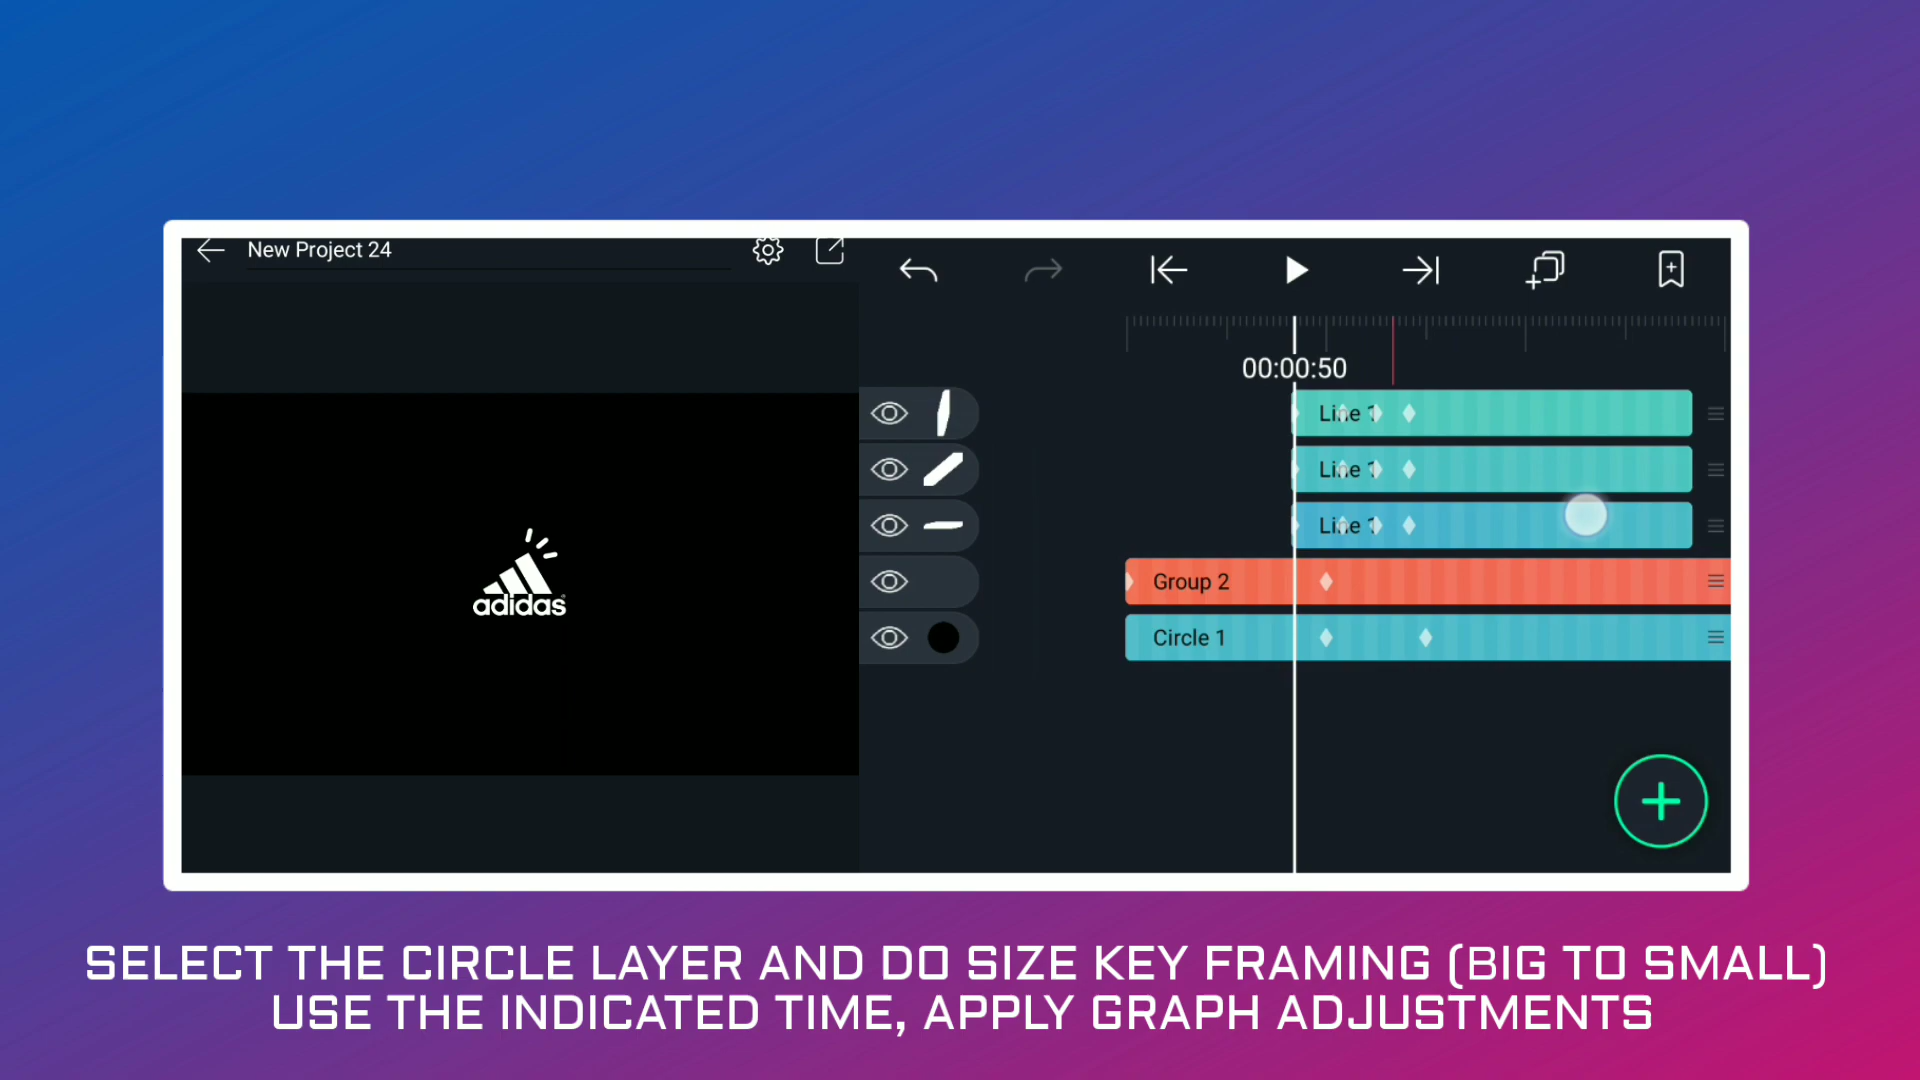 New Project 24
00:00:50
Line 1
Line 1
Line 1
adidas
Group 2
Circle 1
SELECT THE CIRCLE LAYER AND DO SIZE KEY FRAMING (BIG TO SMALL)
USE THE INDICATED TIME, APPLY GRAPH ADJUSTMENTS